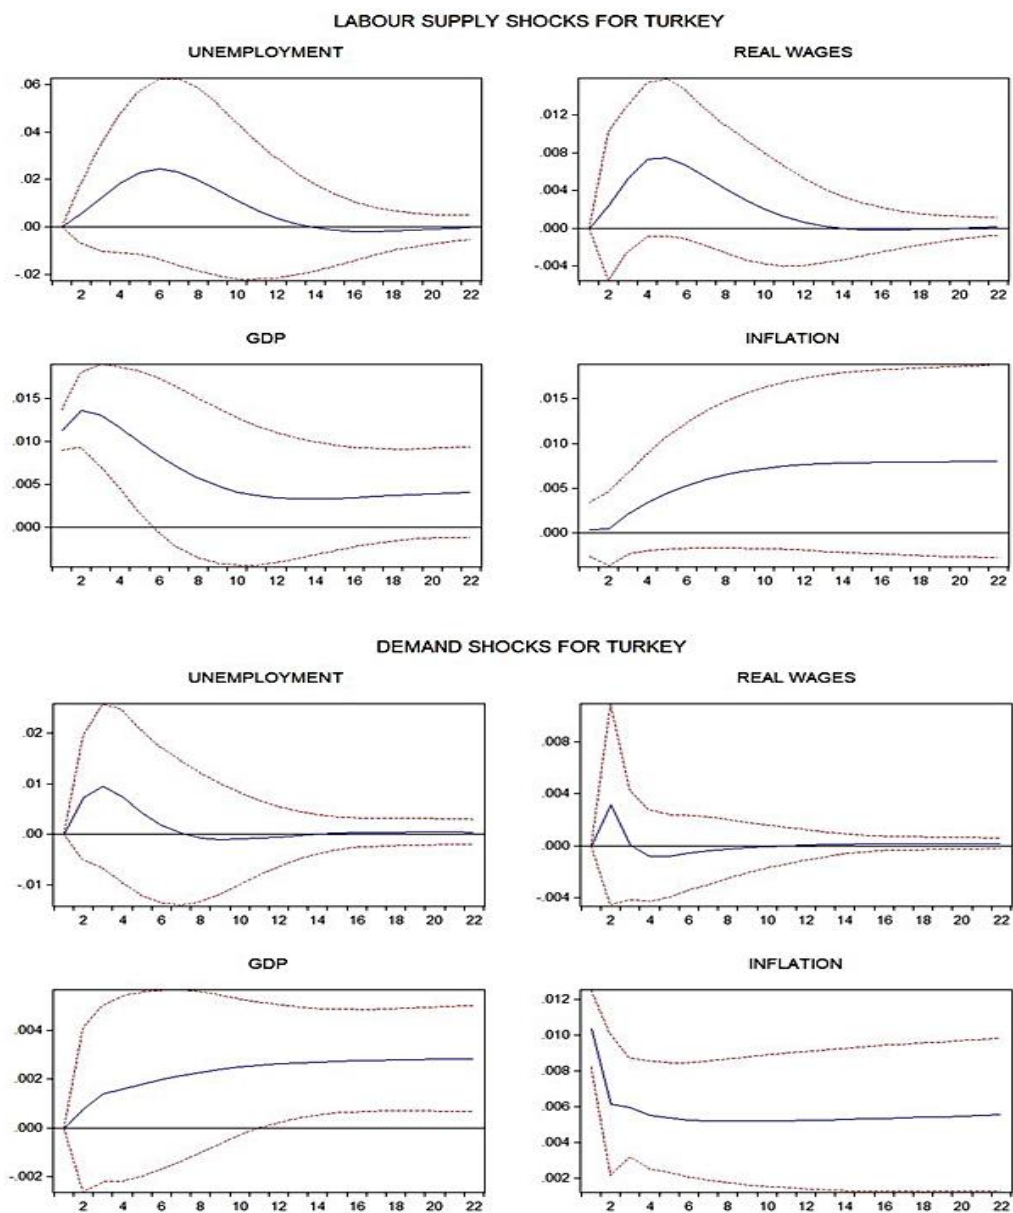 LABOUR SUPPLY SHOCKS FOR TURKEY
UNEMPLOYMENT
.06
.04
.02
.00
-.02
2 4 6 8 10 12 14 16 18 20 22
REAL WAGES
.012
.008
.004
.000
-.004
2 4 6 8 10 12 14 16 18 20 22
GDP
.015
.010
.005
.000
2 4 6 8 10 12 14 16 18 20 22
INFLATION
.015
.010
.005
.000
2 4 6 8 10 12 14 16 18 20 22
DEMAND SHOCKS FOR TURKEY
UNEMPLOYMENT
.02
.01
.00
-.01
2 4 6 8 10 12 14 16 18 20 22
REAL WAGES
.008
.004
.000
-.004
2 4 6 8 10 12 14 16 18 20 22
GDP
.004
.002
.000
-.002
2 4 6 8 10 12 14 16 18 20 22
INFLATION
.012
.010
.008
.006
.004
.002
2 4 6 8 10 12 14 16 18 20 22